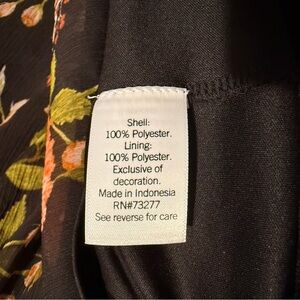 Shell:
100% Polyester.
Lining:
100% Polyester.
Exclusive of
decoration.
Made in Indonesia
RN#73277
See reverse for care